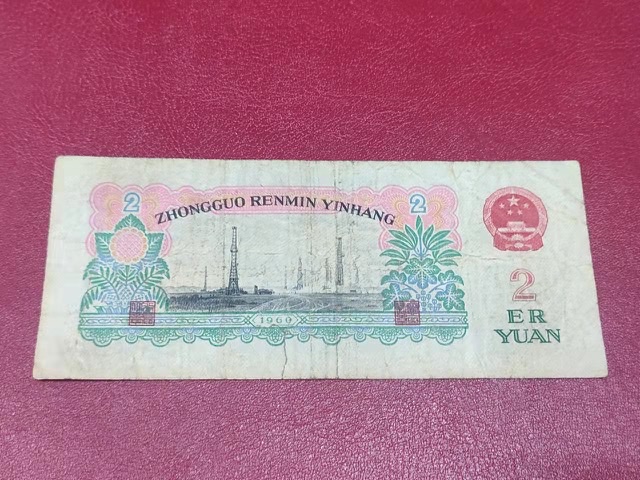 2
ZHONGGUO RENMIN YINHANG
2
2
ER
YUAN
1960